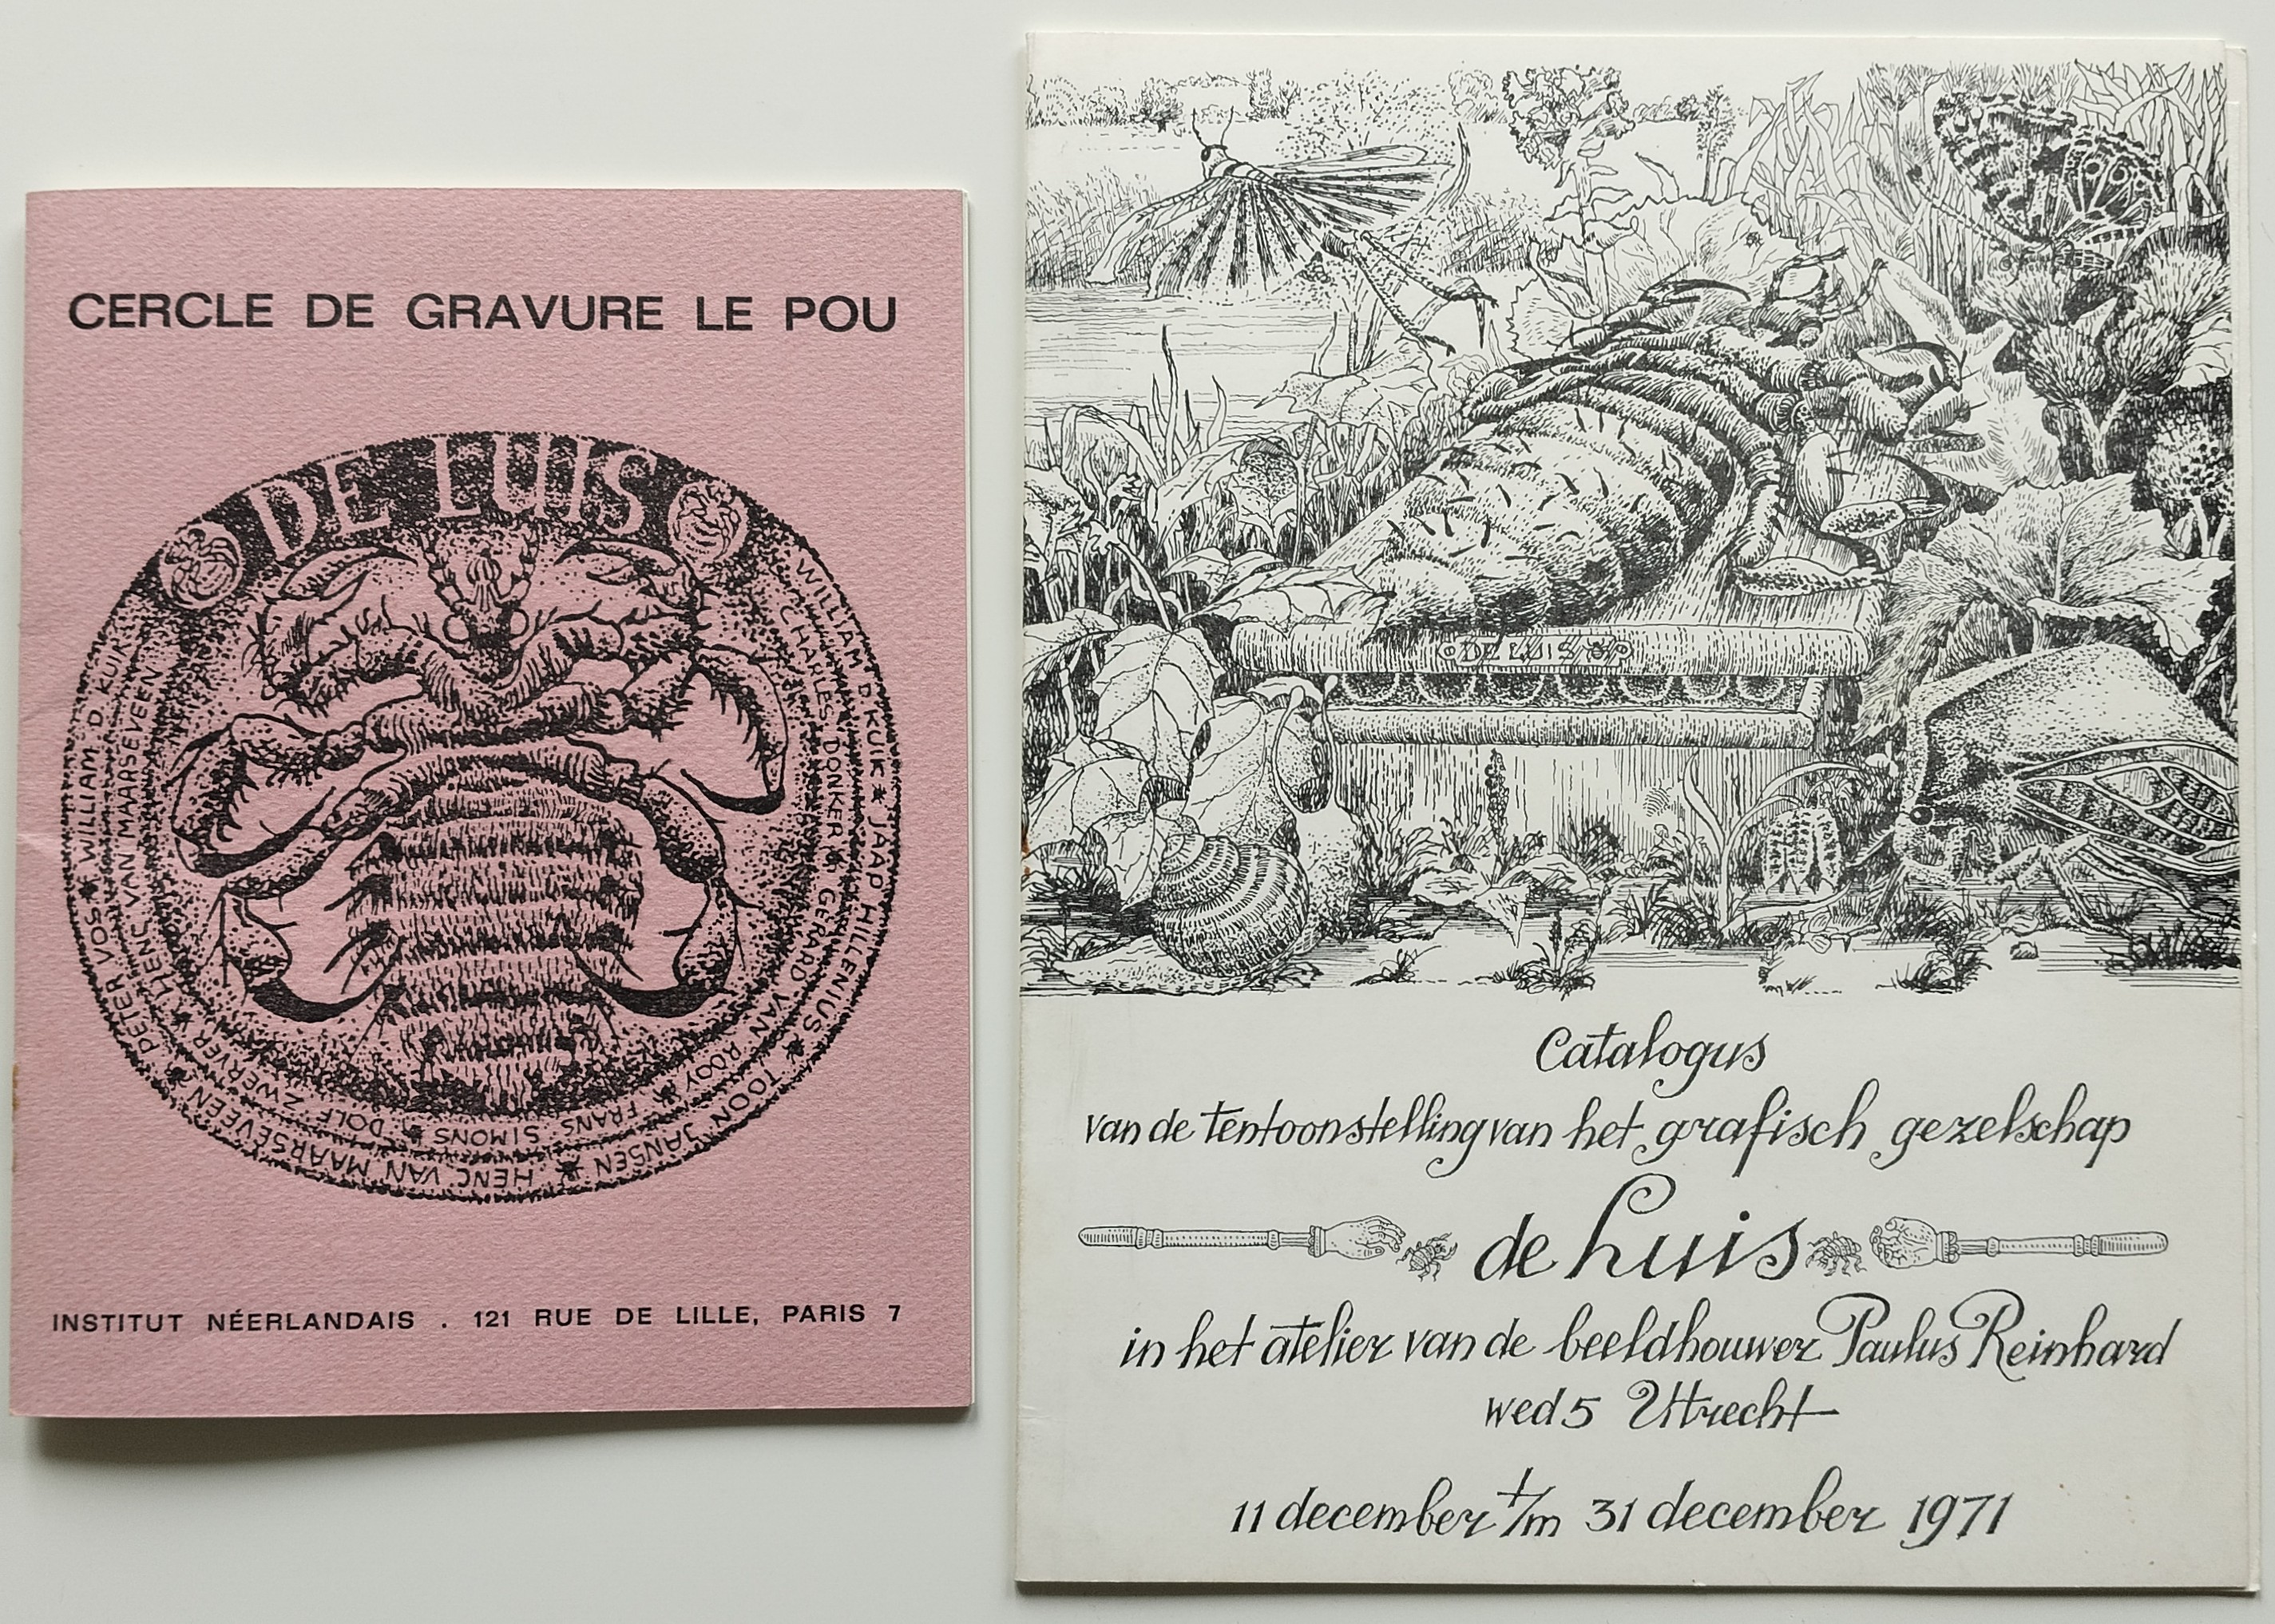 CERCLE DE GRAVURE LE POU
DE LUIS
WILLIAM D. KUIK * JAAP HILLENIUS * TOON JANSEN * HENC VAN MAARSEVEEN * PETER VOS * WILLIAM D. KUIK
CHARLES DONKER * GERARD VAN ROOY * FRANS SIMONS * DOLF ZWERVER * HENC VAN MAARSEVEEN
INSTITUT NÉERLANDAIS . 121 RUE DE LILLE, PARIS 7
DE LUIS OP
Catalogus
van de tentoonstelling van het grafisch gezelschap
de Luis
in het atelier van de beeldhouwer Paulus Reinhard
wed 5 Uttrecht
11 december t/m 31 december 1971